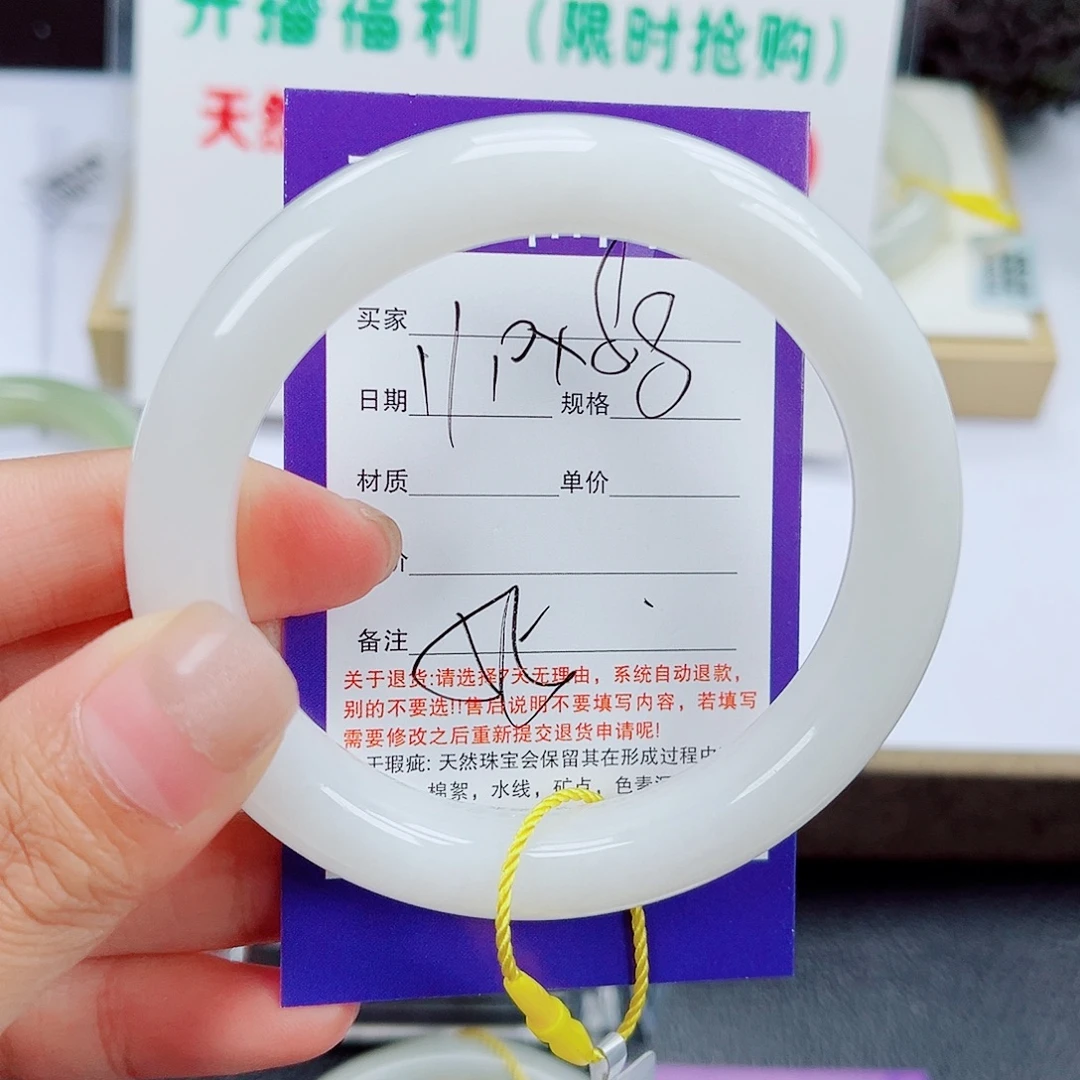 开播福利（限时抢购）
天然
买家
日期 规格
材质 单价
价
备注
关于退货:请选择7天无理由，系统自动退款，
别的不要选!!售后说明不要填写内容，若填写
需要修改之后重新提交退货申请呢!
于瑕疵: 天然珠宝会保留其在形成过程中
棉絮，水线，矿点，色素沉